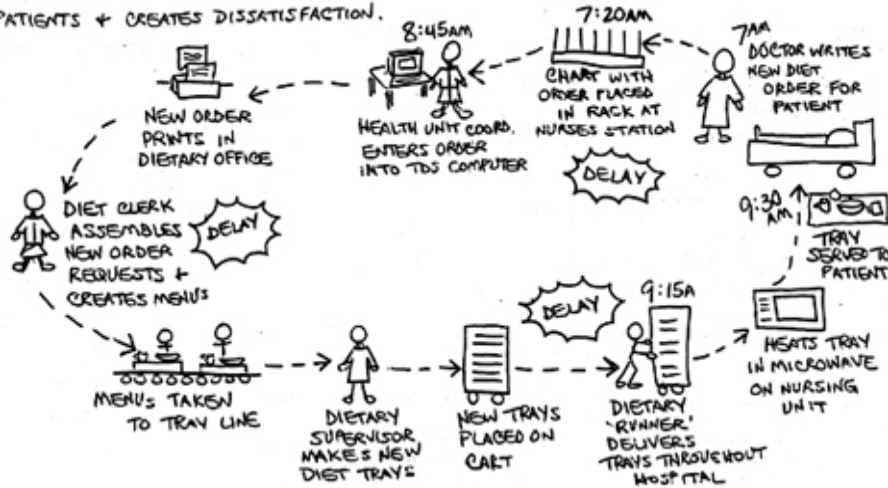 PATIENTS & CREATES DISSATISFACTION.
7AM
DOCTOR WRITES
NEW DIET
ORDER FOR
PATIENT
7:20AM
CHART WITH
ORDER PLACED
IN RACK AT
NURSES STATION
DELAY
8:45AM
HEALTH UNIT COORD.
ENTERS ORDER
INTO TDS COMPUTER
NEW ORDER
PRINTS IN
DIETARY OFFICE
DIET CLERK
ASSEMBLES
NEW ORDER
REQUESTS &
CREATES MENUS
DELAY
MENUS TAKEN
TO TRAY LINE
DIETARY
SUPERVISOR
MAKES NEW
DIET TRAYS
NEW TRAYS
PLACED ON
CART
DELAY
9:15A
DIETARY
'RUNNER'
DELIVERS
TRAYS THROUGHOUT
HOSPITAL
HEATS TRAY
IN MICROWAVE
ON NURSING
UNIT
9:30
AM
TRAY
SERVED TO
PATIENT